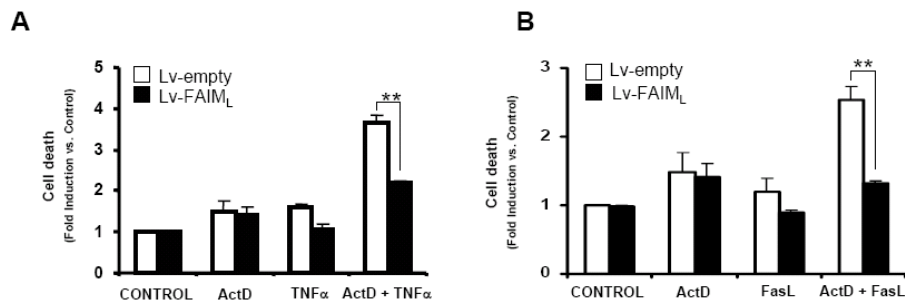 A
Lv-empty
Lv-FAIML
**
Cell death
(Fold Induction vs. Control)
5
4
3
2
1
0
CONTROL ActD TNFα ActD + TNFα
B
Lv-empty
Lv-FAIML
**
Cell death
(Fold Induction vs. Control)
3
2
1
0
CONTROL ActD FasL ActD + FasL